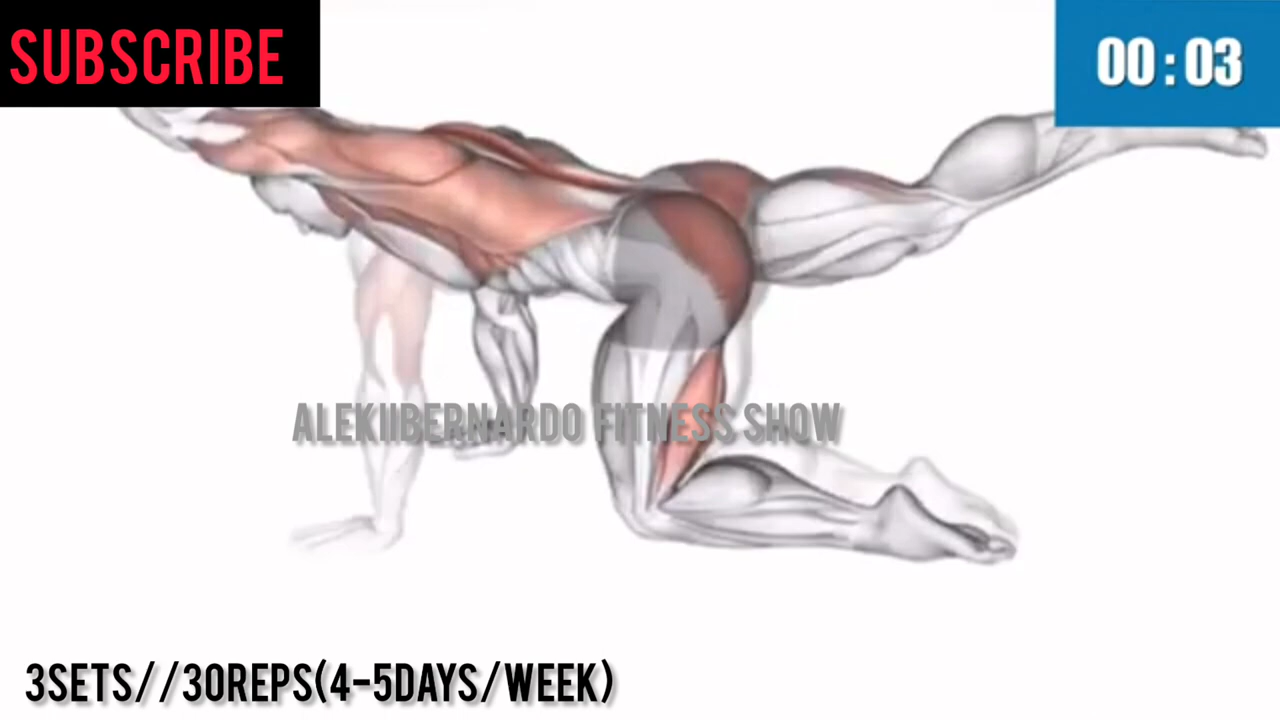 SUBSCRIBE
00:03
ALEKIIBERNARDO FITNESS SHOW
3SETS//30REPS(4-5DAYS/WEEK)